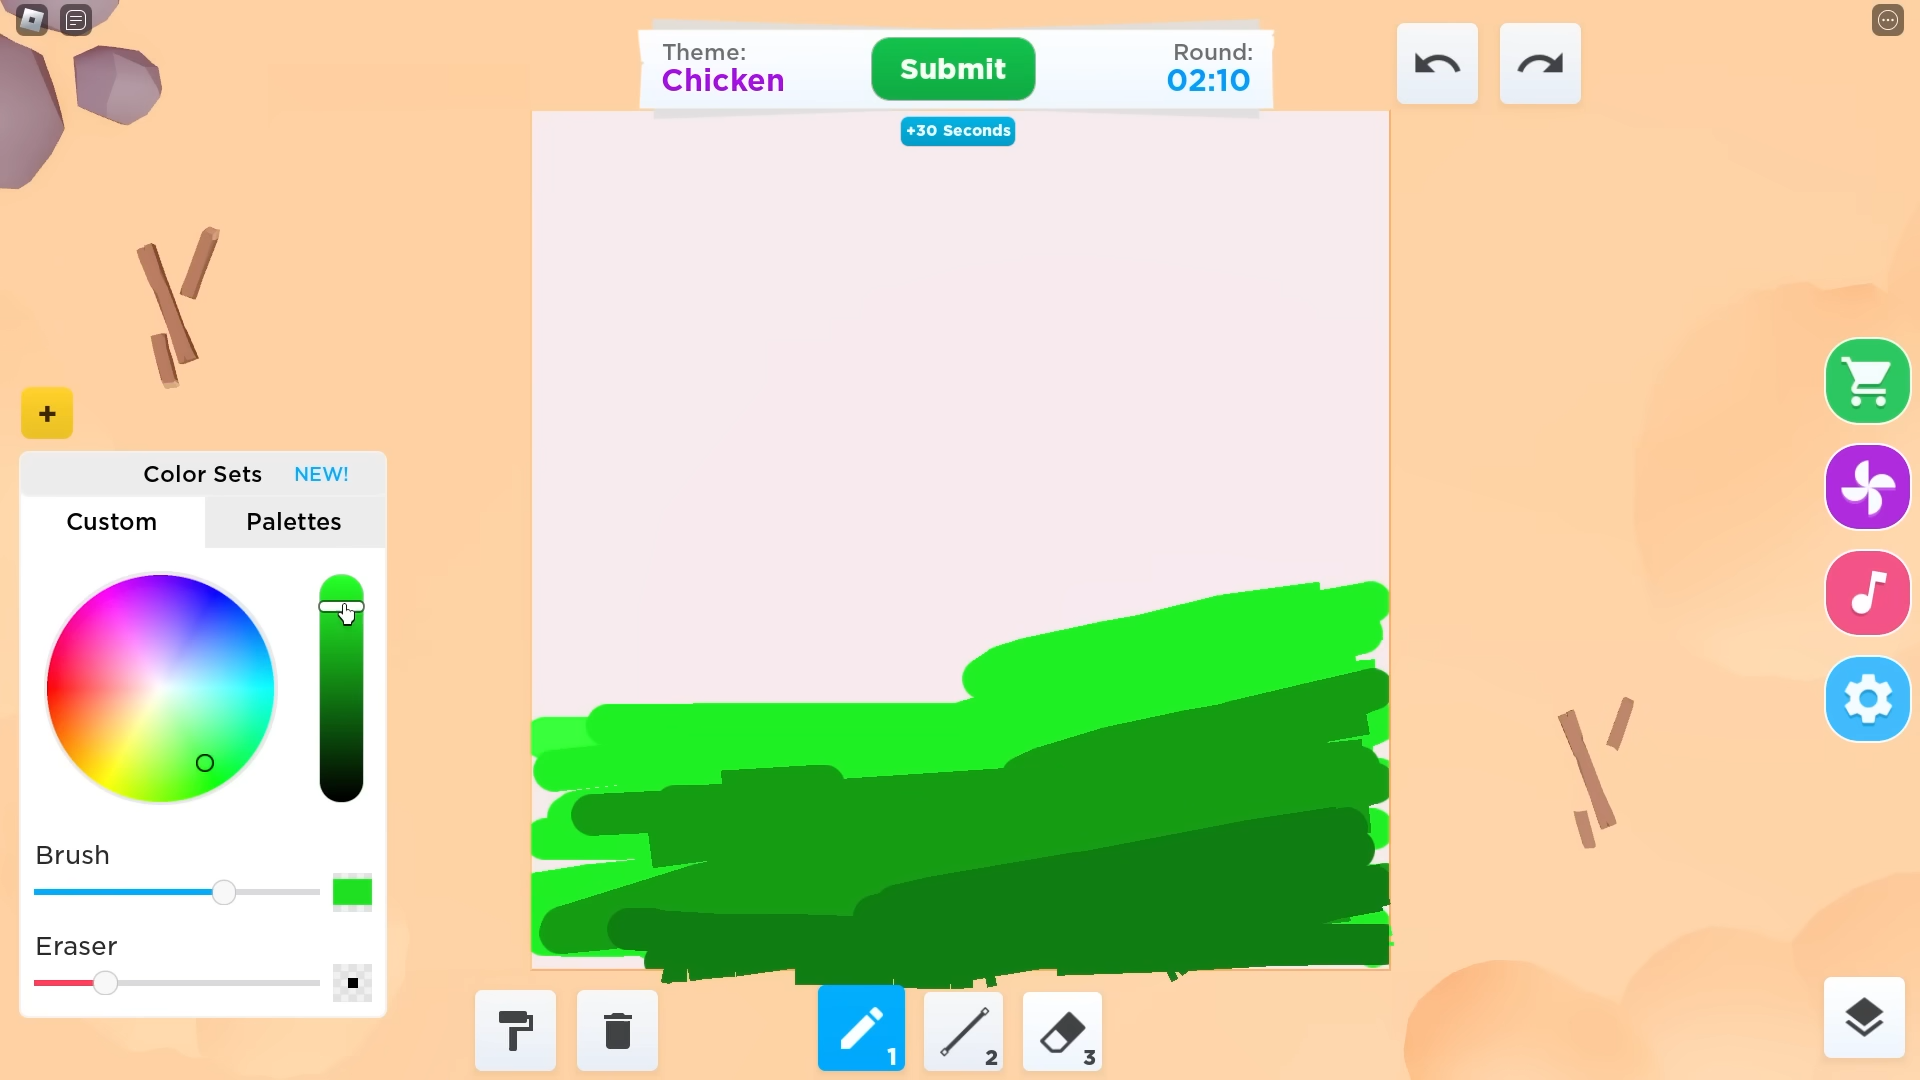 Theme:
Chicken
Submit
Round:
02:10
+30 Seconds
+
Color Sets NEW!
Custom
Palettes
Brush
Eraser
1
2
3